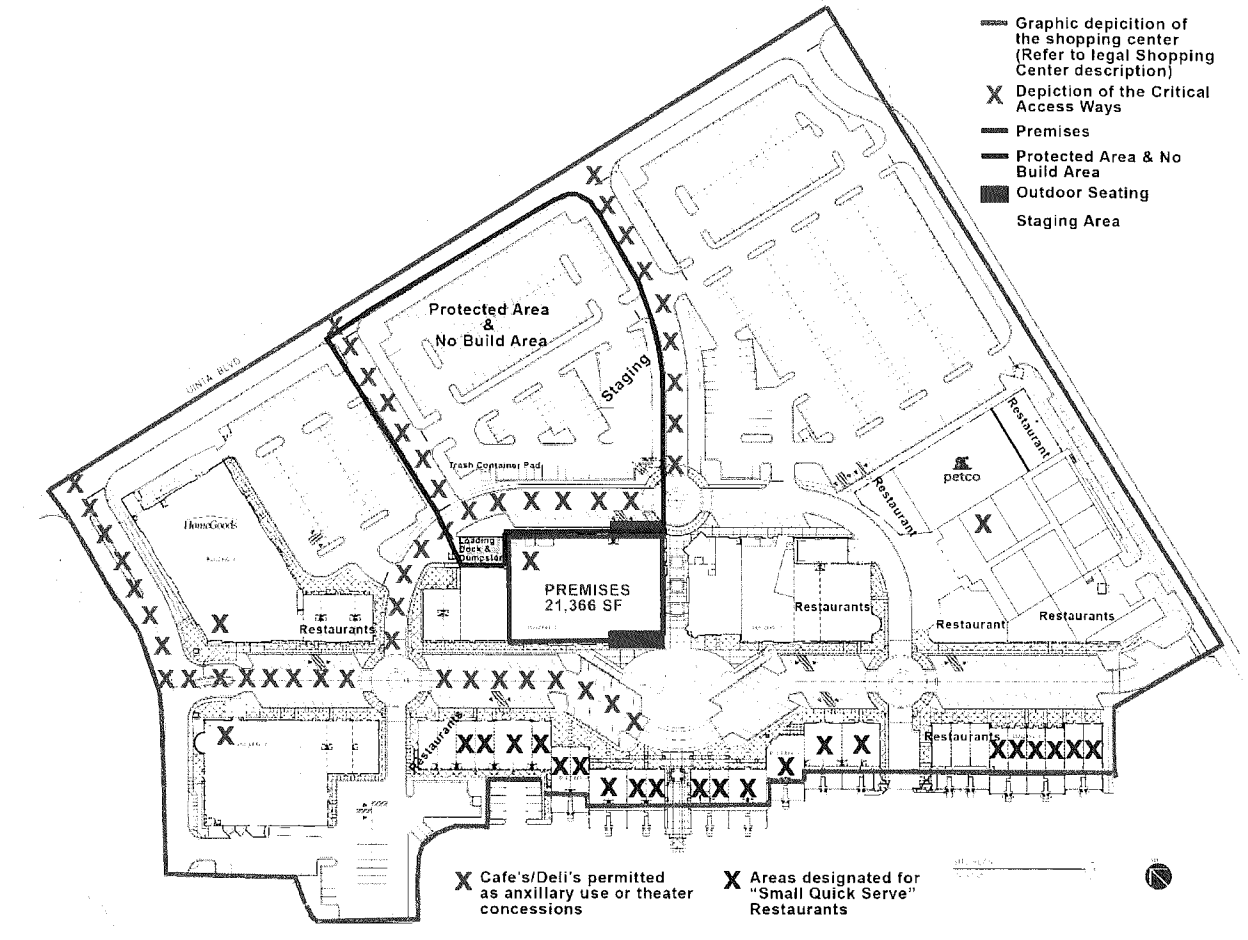 Graphic depicition of
the shopping center
(Refer to legal Shopping
Center description)
X Depiction of the Critical
Access Ways
Premises
Protected Area & No
Build Area
Outdoor Seating
Staging Area
Protected Area
&
No Build Area
UINTA BLVD
Staging
Trash Container Pad
Restaurant
petco
Restaurant
HomeGoods
Loading
Dock &
Dumpster
PREMISES
21,366 SF
Restaurants
Restaurants
Restaurant
Restaurants
Restaurants
Restaurants
X Cafe's/Deli's permitted
as anxillary use or theater
concessions
X Areas designated for
“Small Quick Serve”
Restaurants